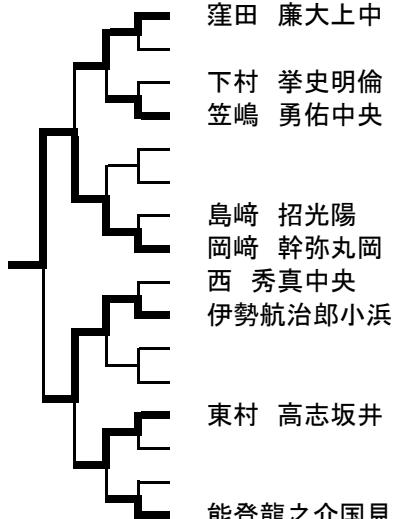 窪田 廉大上中
下村 挙史明倫
笠嶋 勇佑中央
島﨑 招光陽
岡﨑 幹弥丸岡
西 秀真中央
伊勢航治郎小浜
東村 高志坂井
能登龍之介国見